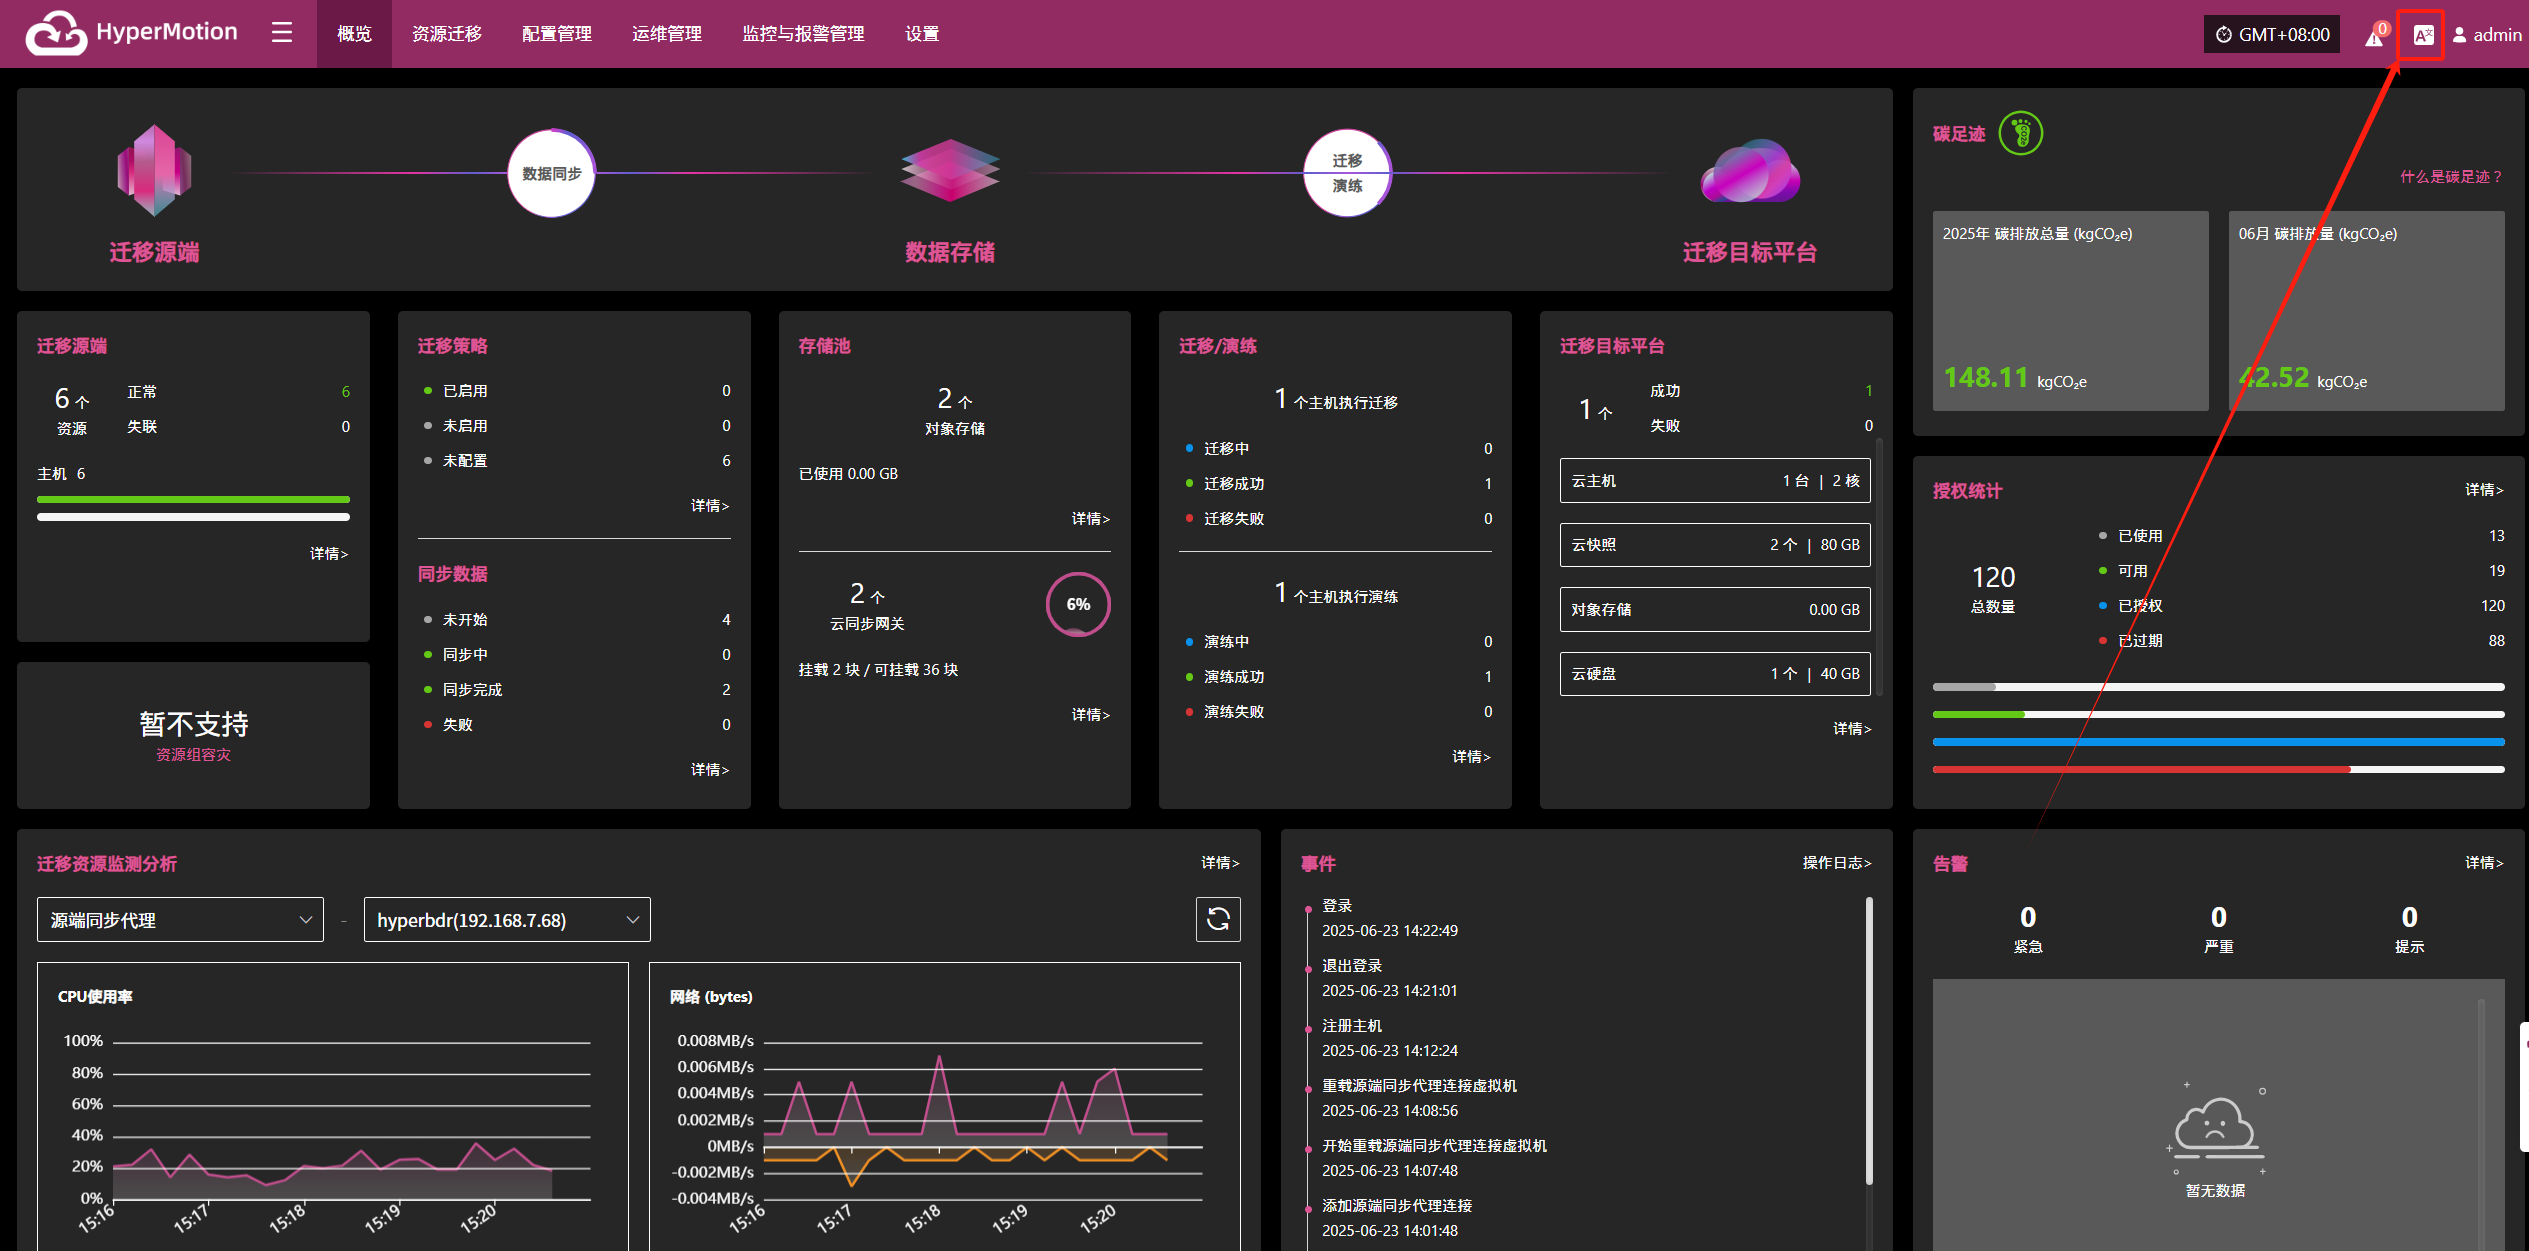 HyperMotion
概览
资源迁移
配置管理
运维管理
监控与报警管理
设置
GMT+08:00
0
admin
数据同步
迁移
演练
迁移源端
数据存储
迁移目标平台
碳足迹
什么是碳足迹？
2025年 碳排放总量 (kgCO₂e)
148.11 kgCO₂e
06月 碳排放量 (kgCO₂e)
42.52 kgCO₂e
迁移源端
6 个
资源
正常 6
失联 0
主机 6
详情>
暂不支持
资源组容灾
迁移策略
已启用 0
未启用 0
未配置 6
详情>
同步数据
未开始 4
同步中 0
同步完成 2
失败 0
详情>
存储池
2 个
对象存储
已使用 0.00 GB
详情>
2 个
云同步网关
6%
挂载 2 块 / 可挂载 36 块
详情>
迁移/演练
1 个主机执行迁移
迁移中 0
迁移成功 1
迁移失败 0
1 个主机执行演练
演练中 0
演练成功 1
演练失败 0
详情>
迁移目标平台
1 个
成功 1
失败 0
云主机 1 台 | 2 核
云快照 2 个 | 80 GB
对象存储 0.00 GB
云硬盘 1 个 | 40 GB
详情>
授权统计
详情>
120
总数量
已使用 13
可用 19
已授权 120
已过期 88
迁移资源监测分析
详情>
源端同步代理 - hyperbdr(192.168.7.68)
CPU使用率
100%
80%
60%
40%
20%
0%
15:16 15:17 15:18 15:19 15:20
网络 (bytes)
0.008MB/s
0.006MB/s
0.004MB/s
0.002MB/s
0MB/s
-0.002MB/s
-0.004MB/s
15:16 15:17 15:18 15:19 15:20
事件
操作日志>
登录
2025-06-23 14:22:49
退出登录
2025-06-23 14:21:01
注册主机
2025-06-23 14:12:24
重载源端同步代理连接虚拟机
2025-06-23 14:08:56
开始重载源端同步代理连接虚拟机
2025-06-23 14:07:48
添加源端同步代理连接
2025-06-23 14:01:48
告警
详情>
0
紧急
0
严重
0
提示
暂无数据